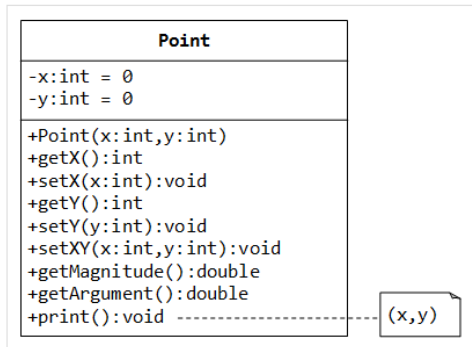 Point
-x:int = 0
-y:int = 0
+Point(x:int,y:int)
+getX():int
+setX(x:int):void
+getY():int
+setY(y:int):void
+setXY(x:int,y:int):void
+getMagnitude():double
+getArgument():double
+print():void
(x,y)